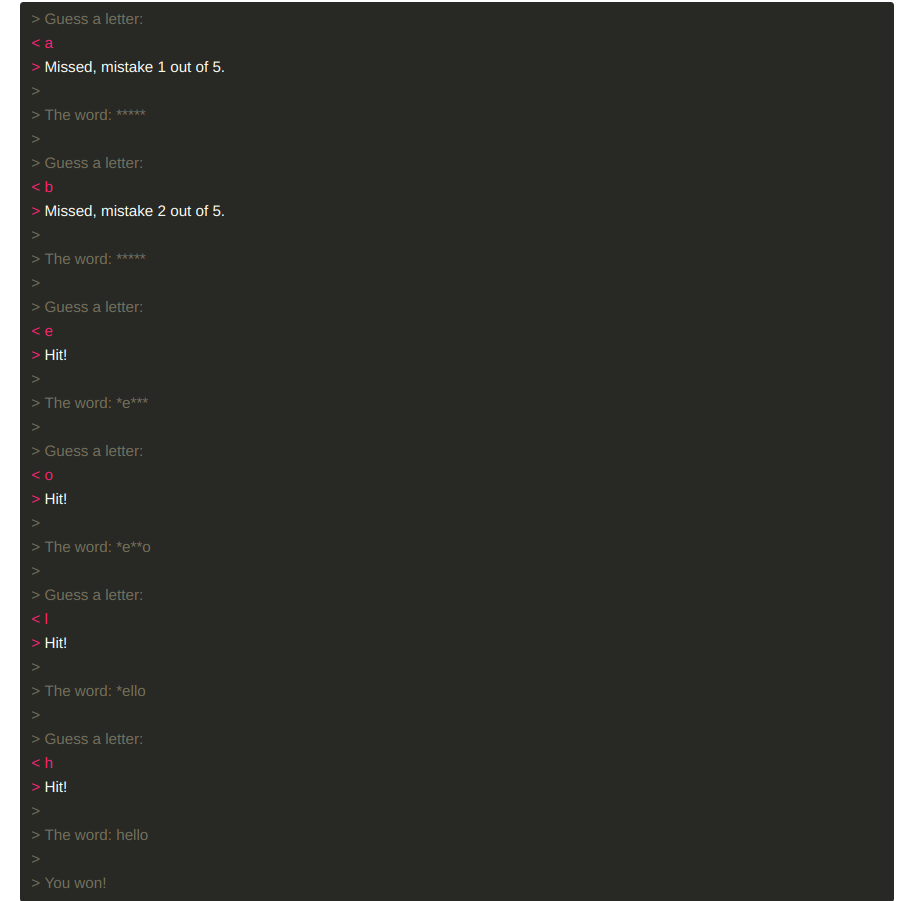 > Guess a letter:
< a
> Missed, mistake 1 out of 5.
>
> The word: *****
>
> Guess a letter:
< b
> Missed, mistake 2 out of 5.
>
> The word: *****
>
> Guess a letter:
< e
> Hit!
>
> The word: *e***
>
> Guess a letter:
< o
> Hit!
>
> The word: *e**o
>
> Guess a letter:
< l
> Hit!
>
> The word: *ello
>
> Guess a letter:
< h
> Hit!
>
> The word: hello
>
> You won!